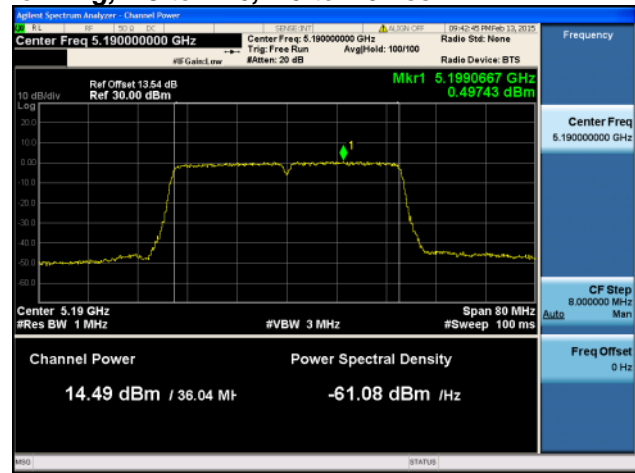 Agilent Spectrum Analyzer - Channel Power
RL RF 50 Ω DC SENSE:INT ALIGN OFF 09:42:45 PM Feb 13, 2015
Center Freq 5.190000000 GHz
Center Freq: 5.190000000 GHz
Radio Std: None
Trig: Free Run Avg|Hold: 100/100
#IFGain:Low #Atten: 20 dB Radio Device: BTS
Frequency
Ref Offset 13.54 dB
Mkr1 5.1990667 GHz
10 dB/div Ref 30.00 dBm 0.49743 dBm
Log
20.0
10.0
0.00
-10.0
-20.0
-30.0
-40.0
-50.0
-60.0
1
Center 5.19 GHz Span 80 MHz
#Res BW 1 MHz #VBW 3 MHz #Sweep 100 ms
Channel Power Power Spectral Density
14.49 dBm / 36.04 MH -61.08 dBm /Hz
Center Freq
5.190000000 GHz
CF Step
8.000000 MHz
Auto Man
Freq Offset
0 Hz
MSG STATUS